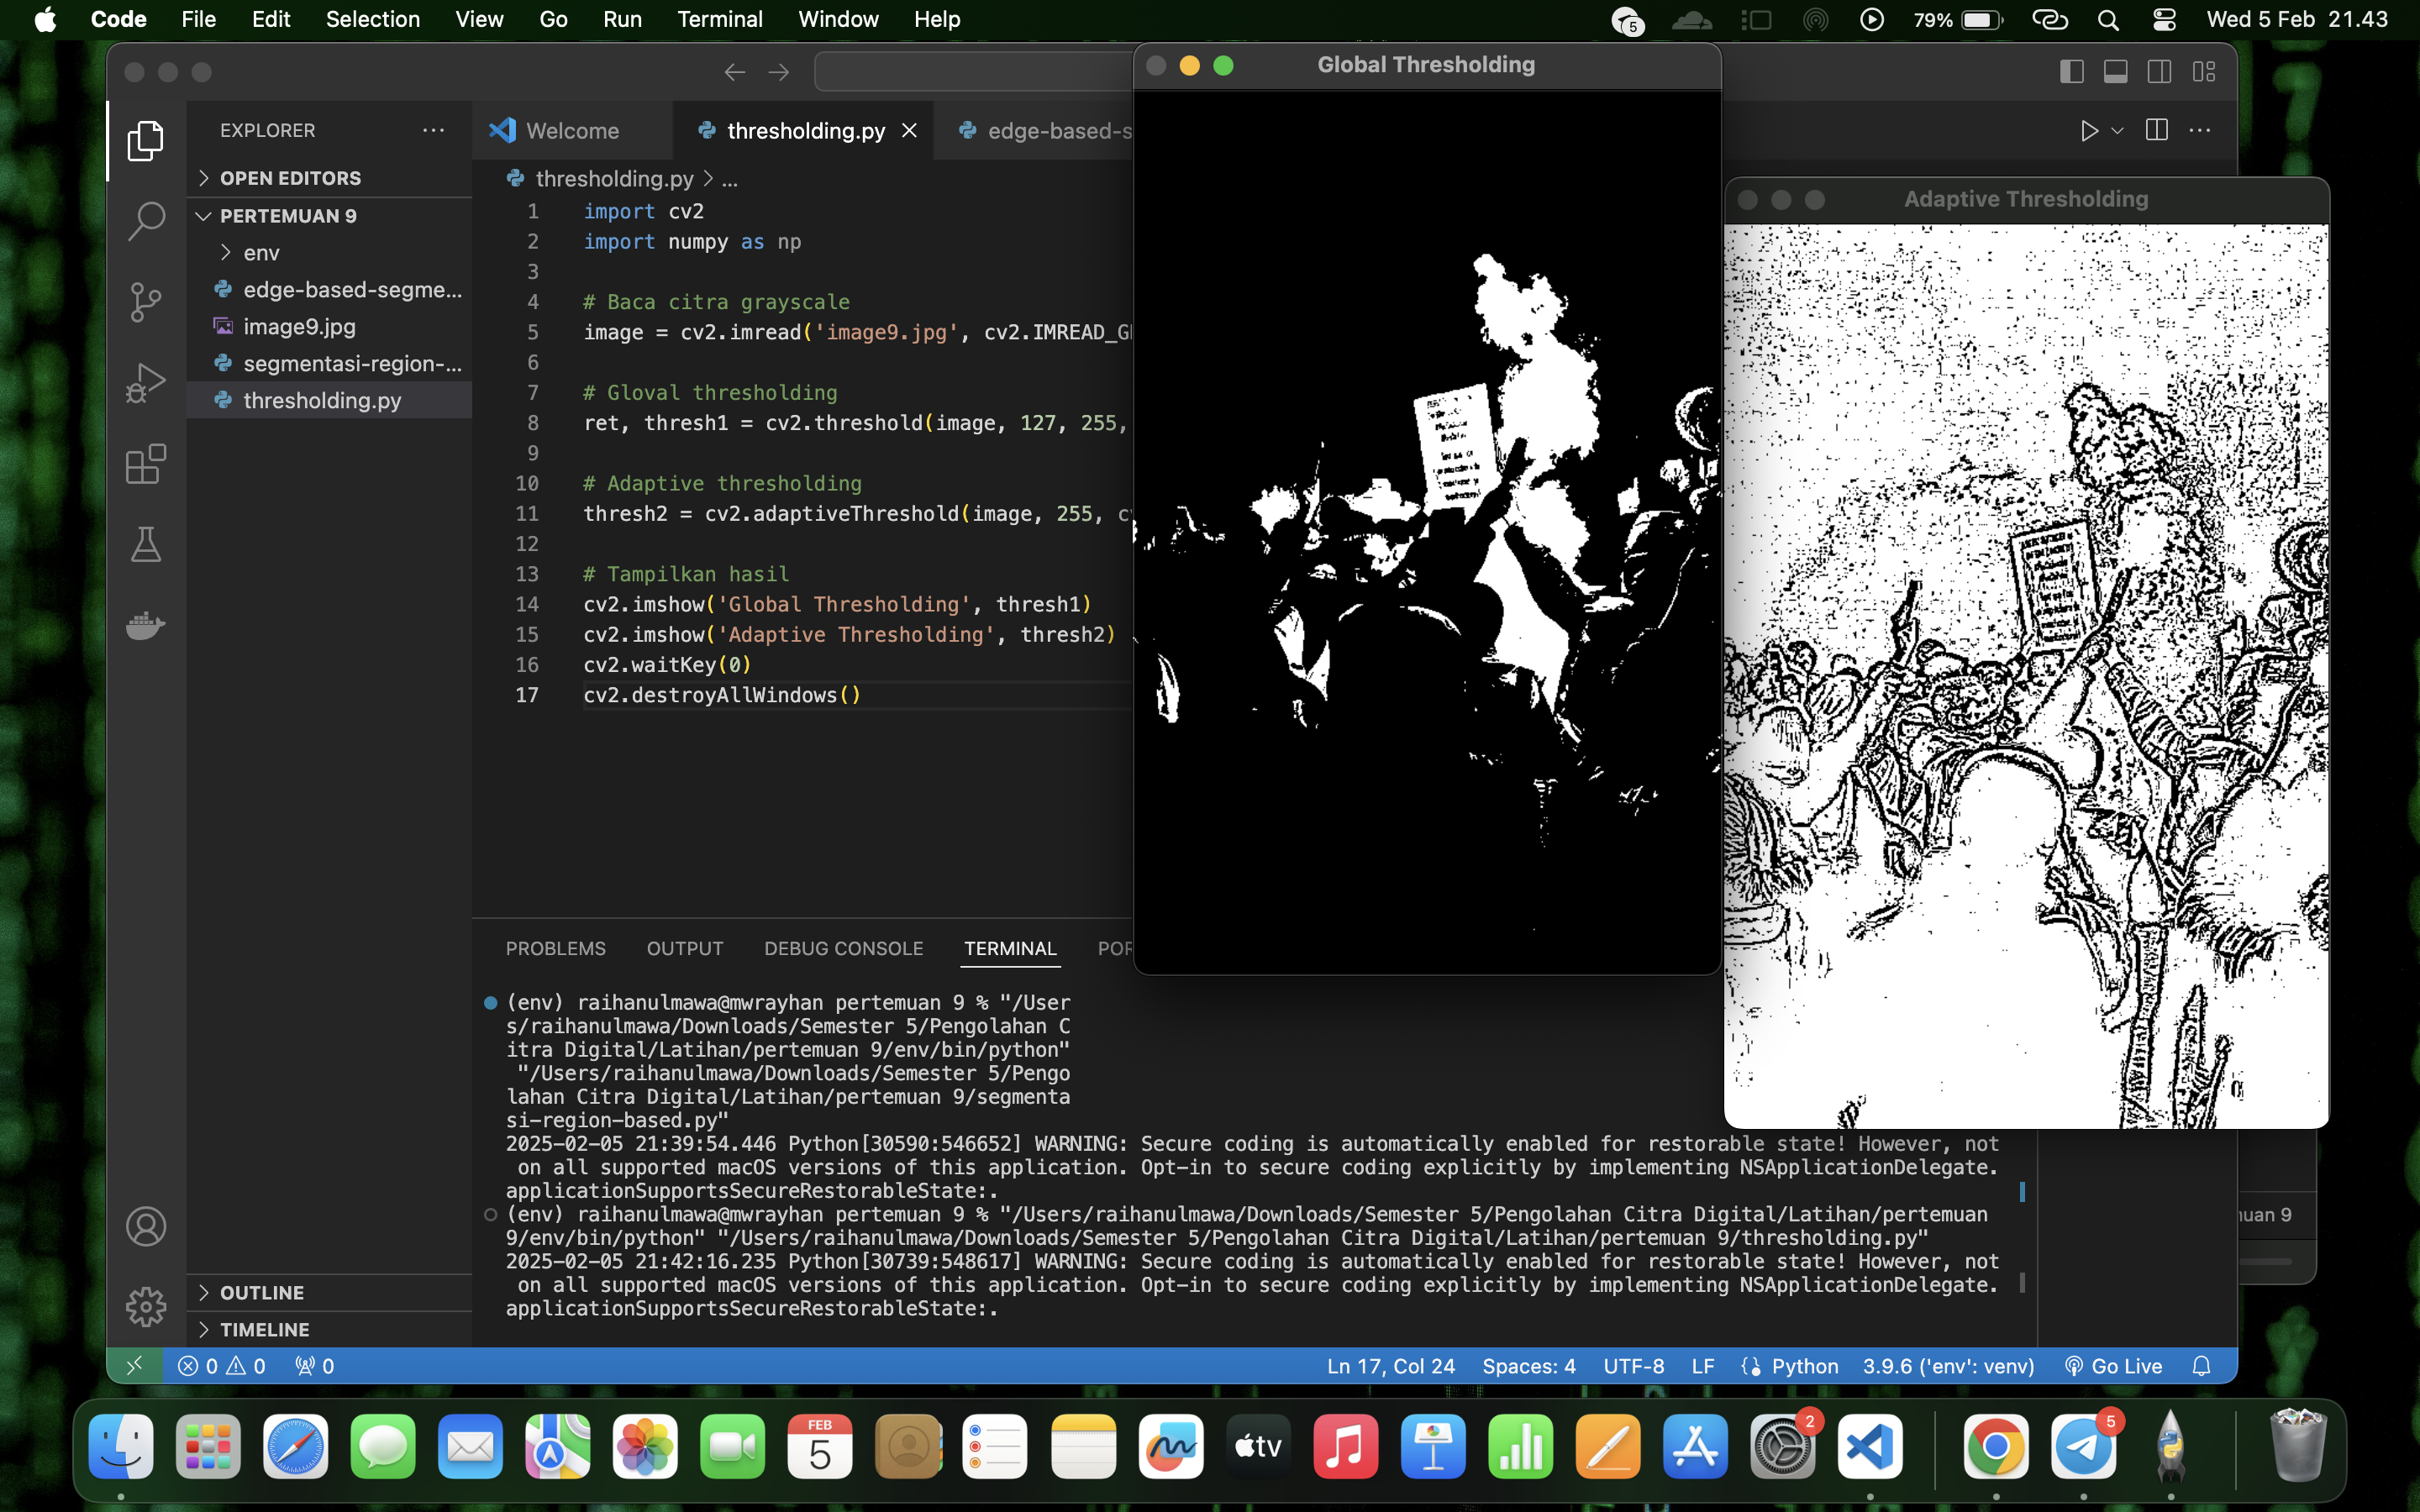 Code File Edit Selection View Go Run Terminal Window Help
5
79%
Wed 5 Feb 21.43
EXPLORER
OPEN EDITORS
PERTEMUAN 9
env
edge-based-segme...
image9.jpg
segmentasi-region-...
thresholding.py
OUTLINE
TIMELINE
Welcome
thresholding.py
edge-based-s
thresholding.py > ...
1 import cv2
2 import numpy as np
3
4 # Baca citra grayscale
5 image = cv2.imread('image9.jpg', cv2.IMREAD_G
6
7 # Gloval thresholding
8 ret, thresh1 = cv2.threshold(image, 127, 255,
9
10 # Adaptive thresholding
11 thresh2 = cv2.adaptiveThreshold(image, 255, c
12
13 # Tampilkan hasil
14 cv2.imshow('Global Thresholding', thresh1)
15 cv2.imshow('Adaptive Thresholding', thresh2)
16 cv2.waitKey(0)
17 cv2.destroyAllWindows()
Global Thresholding
Adaptive Thresholding
PROBLEMS OUTPUT DEBUG CONSOLE TERMINAL POR
(env) raihanulmawa@mwrayhan pertemuan 9 % "/User
s/raihanulmawa/Downloads/Semester 5/Pengolahan C
itra Digital/Latihan/pertemuan 9/env/bin/python"
"/Users/raihanulmawa/Downloads/Semester 5/Pengo
lahan Citra Digital/Latihan/pertemuan 9/segmenta
si-region-based.py"
2025-02-05 21:39:54.446 Python[30590:546652] WARNING: Secure coding is automatically enabled for restorable state! However, not
on all supported macOS versions of this application. Opt-in to secure coding explicitly by implementing NSApplicationDelegate.
applicationSupportsSecureRestorableState:.
(env) raihanulmawa@mwrayhan pertemuan 9 % "/Users/raihanulmawa/Downloads/Semester 5/Pengolahan Citra Digital/Latihan/pertemuan
9/env/bin/python" "/Users/raihanulmawa/Downloads/Semester 5/Pengolahan Citra Digital/Latihan/pertemuan 9/thresholding.py"
2025-02-05 21:42:16.235 Python[30739:548617] WARNING: Secure coding is automatically enabled for restorable state! However, not
on all supported macOS versions of this application. Opt-in to secure coding explicitly by implementing NSApplicationDelegate.
applicationSupportsSecureRestorableState:.
uan 9
0 0 0
Ln 17, Col 24 Spaces: 4 UTF-8 LF Python 3.9.6 ('env': venv) Go Live
FEB
5
tv
2
5